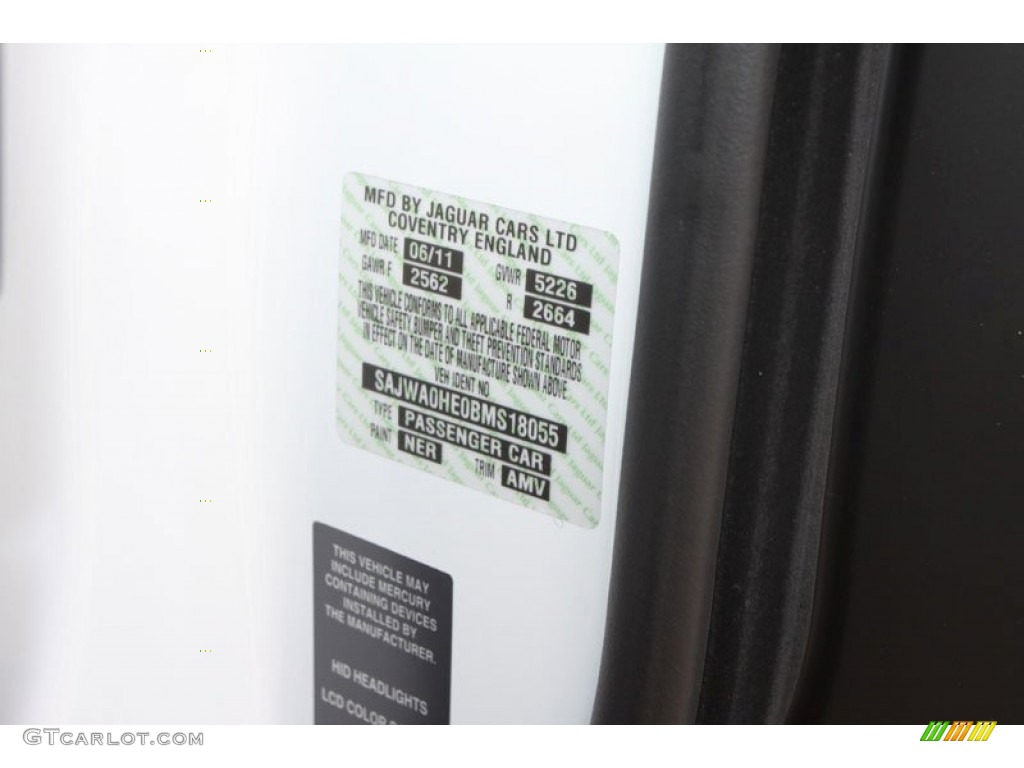 MFD BY JAGUAR CARS LTD
COVENTRY ENGLAND
MFD DATE 06/11 GVWR 5226
GAWR F 2562 R 2664
THIS VEHICLE CONFORMS TO ALL APPLICABLE FEDERAL MOTOR
VEHICLE SAFETY, BUMPER AND THEFT PREVENTION STANDARDS
IN EFFECT ON THE DATE OF MANUFACTURE SHOWN ABOVE.
VEH IDENT NO
SAJWA0HE0BMS18055
TYPE PASSENGER CAR
PAINT NER TRIM AMV
THIS VEHICLE MAY
INCLUDE MERCURY
CONTAINING DEVICES
INSTALLED BY
THE MANUFACTURER.
HID HEADLIGHTS
LCD COLOR
GTCARLOT.COM